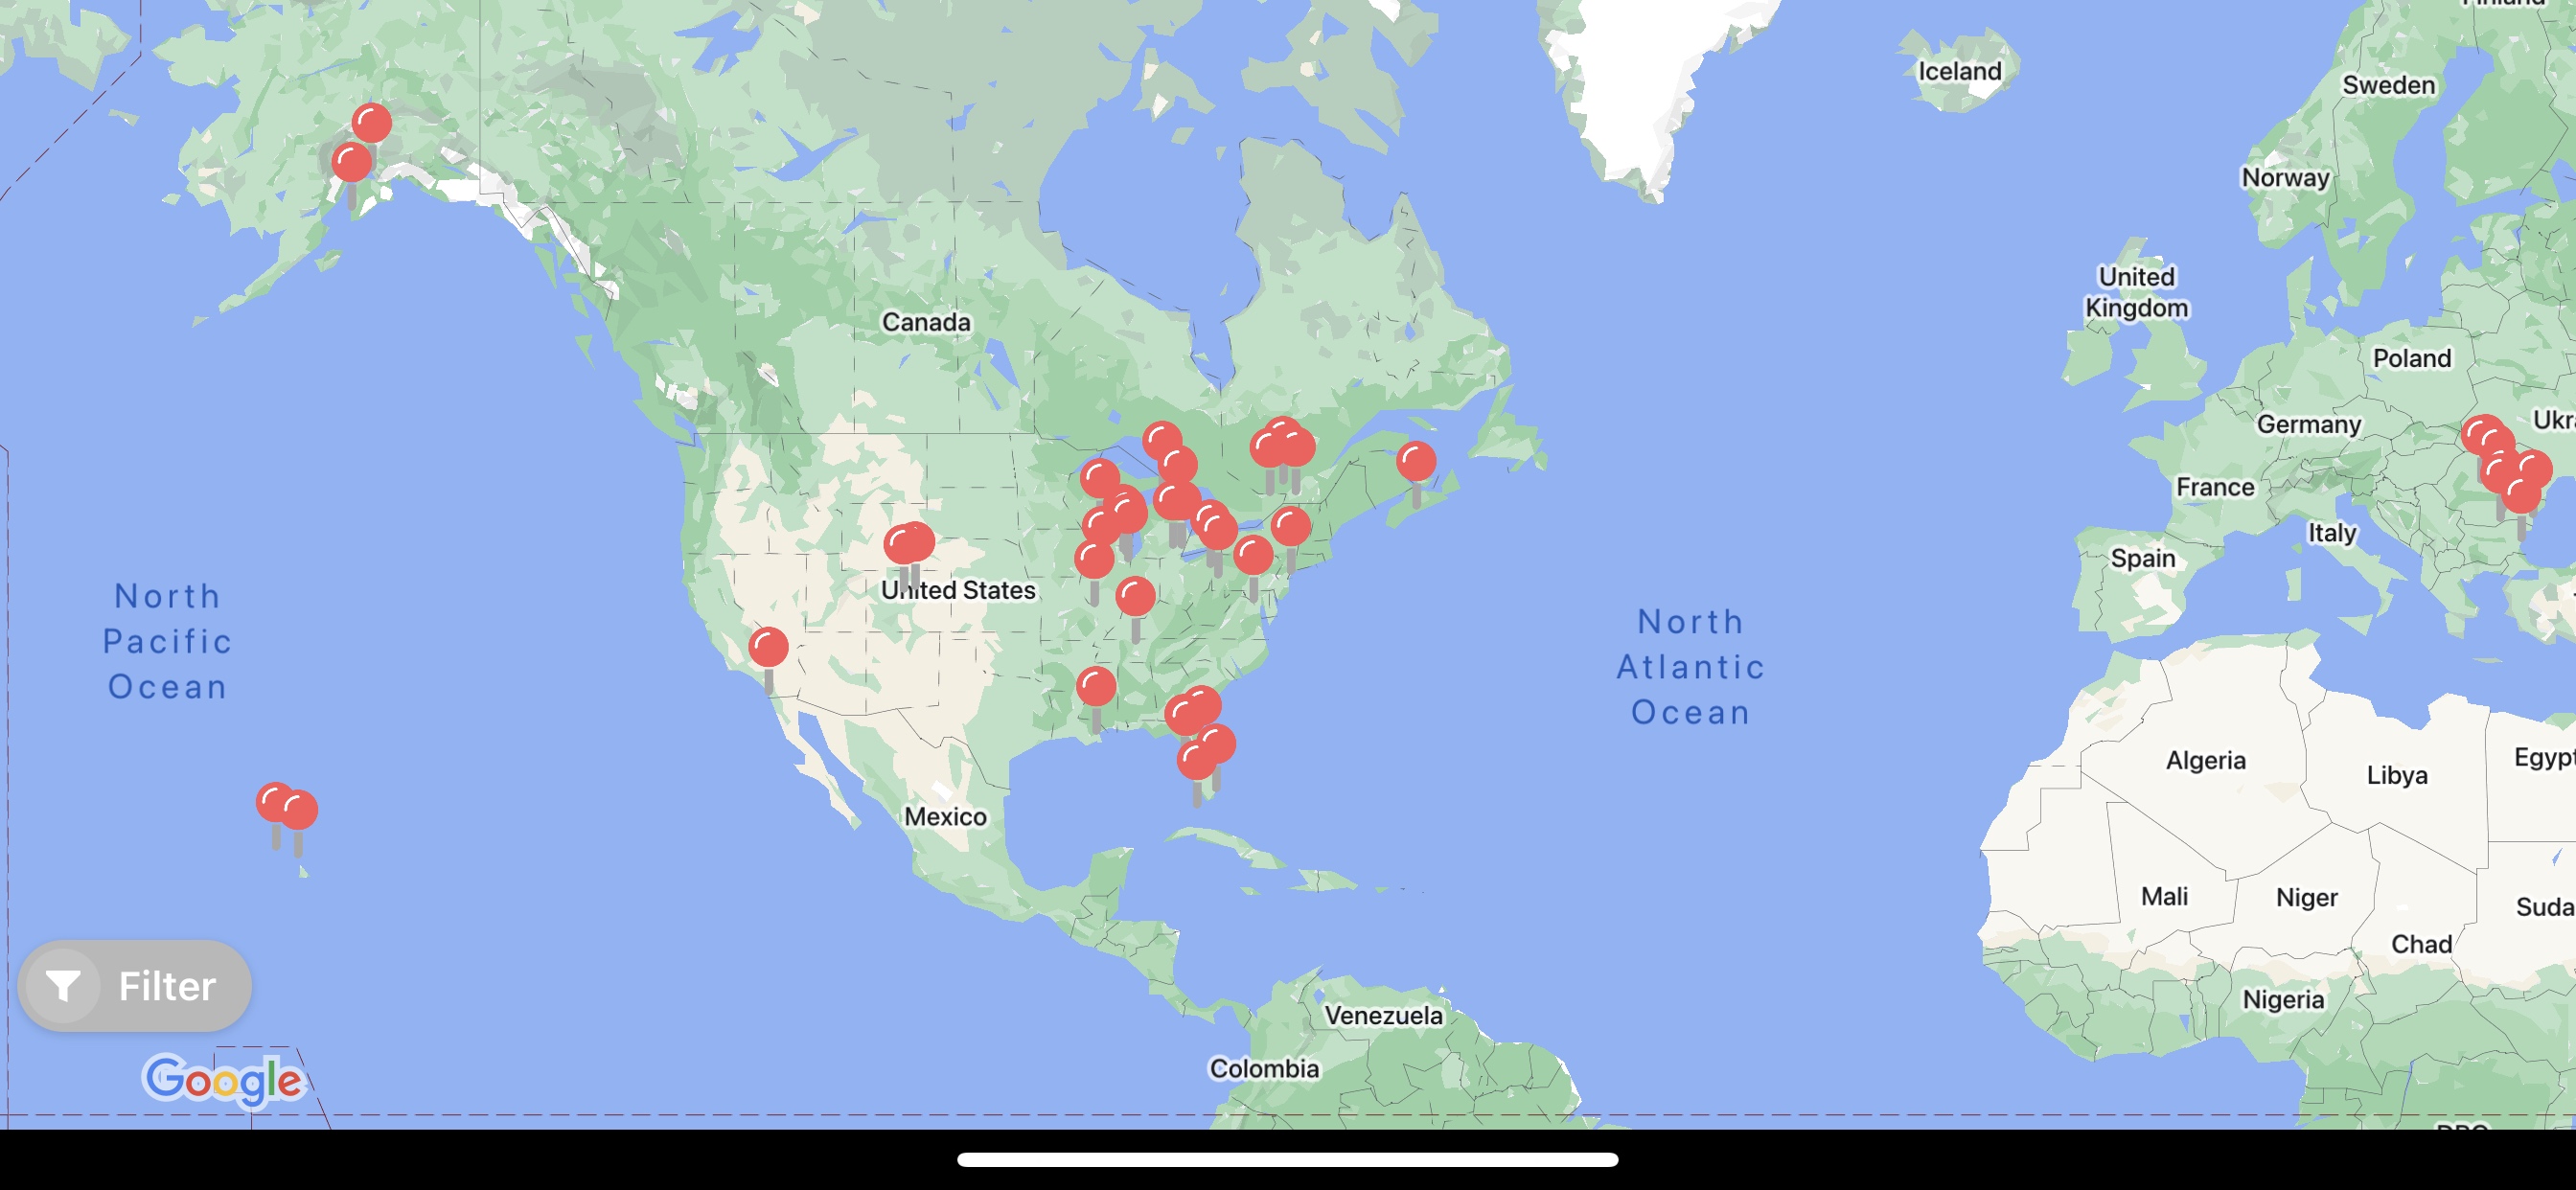 Iceland
Sweden
Norway
United
Kingdom
Canada
Poland
Germany
France
Italy
Spain
United States
North
Pacific
Ocean
North
Atlantic
Ocean
Mexico
Algeria
Libya
Egypt
Mali
Niger
Suda
Chad
Nigeria
Venezuela
Colombia
Filter
Google